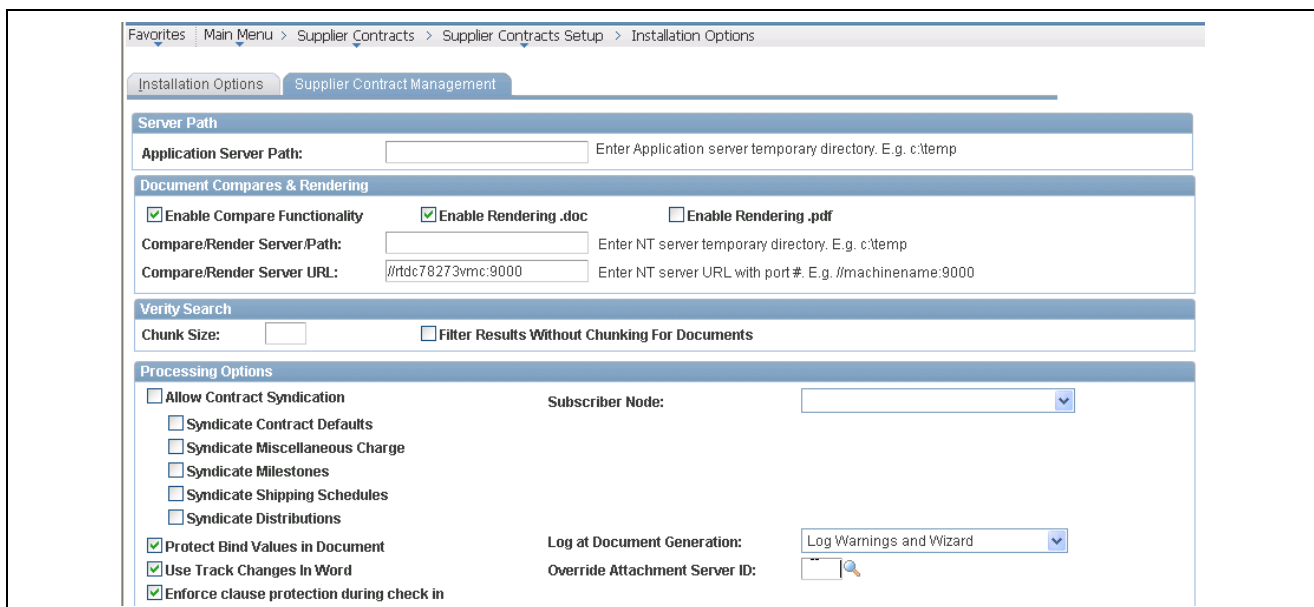 Favorites Main Menu > Supplier Contracts > Supplier Contracts Setup > Installation Options
Installation Options Supplier Contract Management
Server Path
Application Server Path: Enter Application server temporary directory. E.g. c:\temp
Document Compares & Rendering
Enable Compare Functionality Enable Rendering .doc Enable Rendering .pdf
Compare/Render Server/Path: Enter NT server temporary directory. E.g. c:\temp
Compare/Render Server URL: //rtdc78273vmc:9000 Enter NT server URL with port #. E.g. //machinename:9000
Verity Search
Chunk Size: Filter Results Without Chunking For Documents
Processing Options
Allow Contract Syndication Subscriber Node:
Syndicate Contract Defaults
Syndicate Miscellaneous Charge
Syndicate Milestones
Syndicate Shipping Schedules
Syndicate Distributions
Protect Bind Values in Document Log at Document Generation: Log Warnings and Wizard
Use Track Changes In Word Override Attachment Server ID:
Enforce clause protection during check in